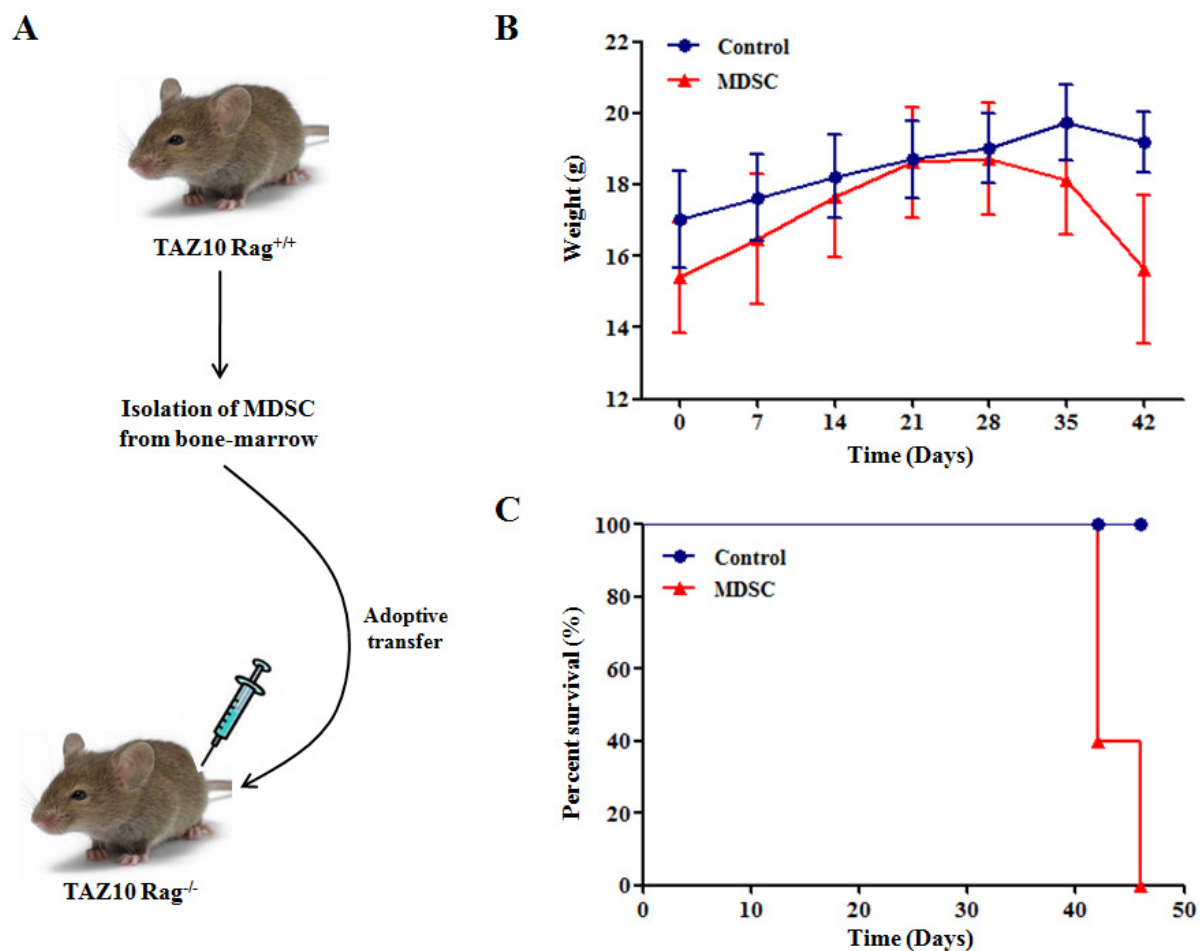 A
TAZ10 Rag+/+
Isolation of MDSC
from bone-marrow
Adoptive
transfer
TAZ10 Rag-/-
B
Control
MDSC
22
20
18
16
14
12
Weight (g)
0 7 14 21 28 35 42
Time (Days)
C
Control
MDSC
100
80
60
40
20
0
Percent survival (%)
0 10 20 30 40 50
Time (Days)